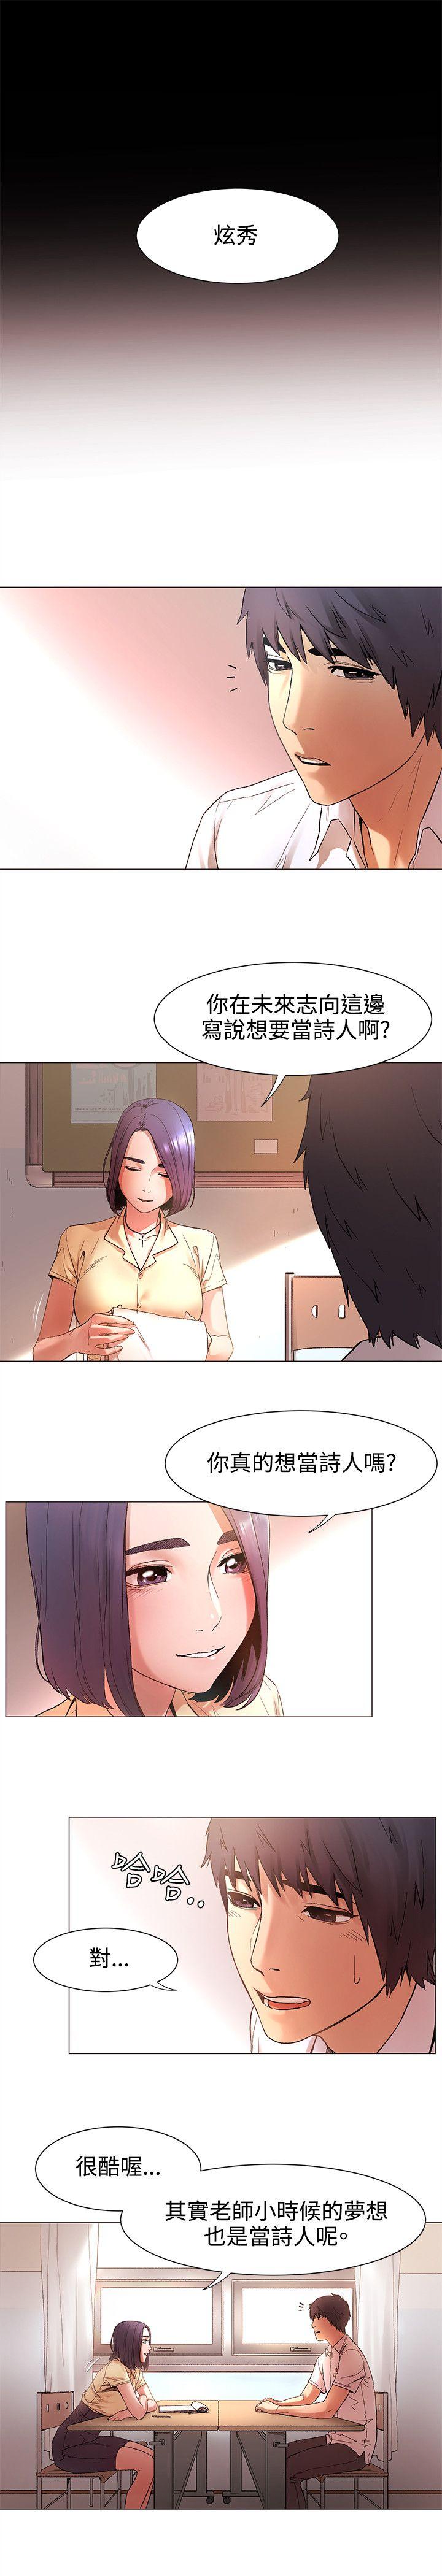 炫秀
你在未來志向這邊
寫說想要當詩人啊?
你真的想當詩人嗎?
哈哈..
對...
很酷喔...
其實老師小時候的夢想
也是當詩人呢。